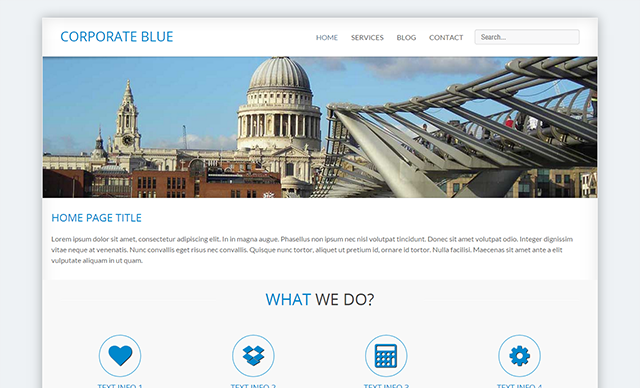 CORPORATE BLUE
HOME SERVICES BLOG CONTACT Search...
HOME PAGE TITLE
Lorem ipsum dolor sit amet, consectetur adipiscing elit. In in magna augue. Phasellus non ipsum nec nisl volutpat tincidunt. Donec sit amet volutpat odio. Integer dignissim
vitae neque at venenatis. Nunc convallis eget risus nec convallis. Quisque nunc tortor, aliquet ut pretium id, ornare id tortor. Nulla facilisi. Maecenas sit amet ante a elit
vulputate aliquam in ut quam.
WHAT WE DO?
TEXT INFO 1 TEXT INFO 2 TEXT INFO 3 TEXT INFO 4